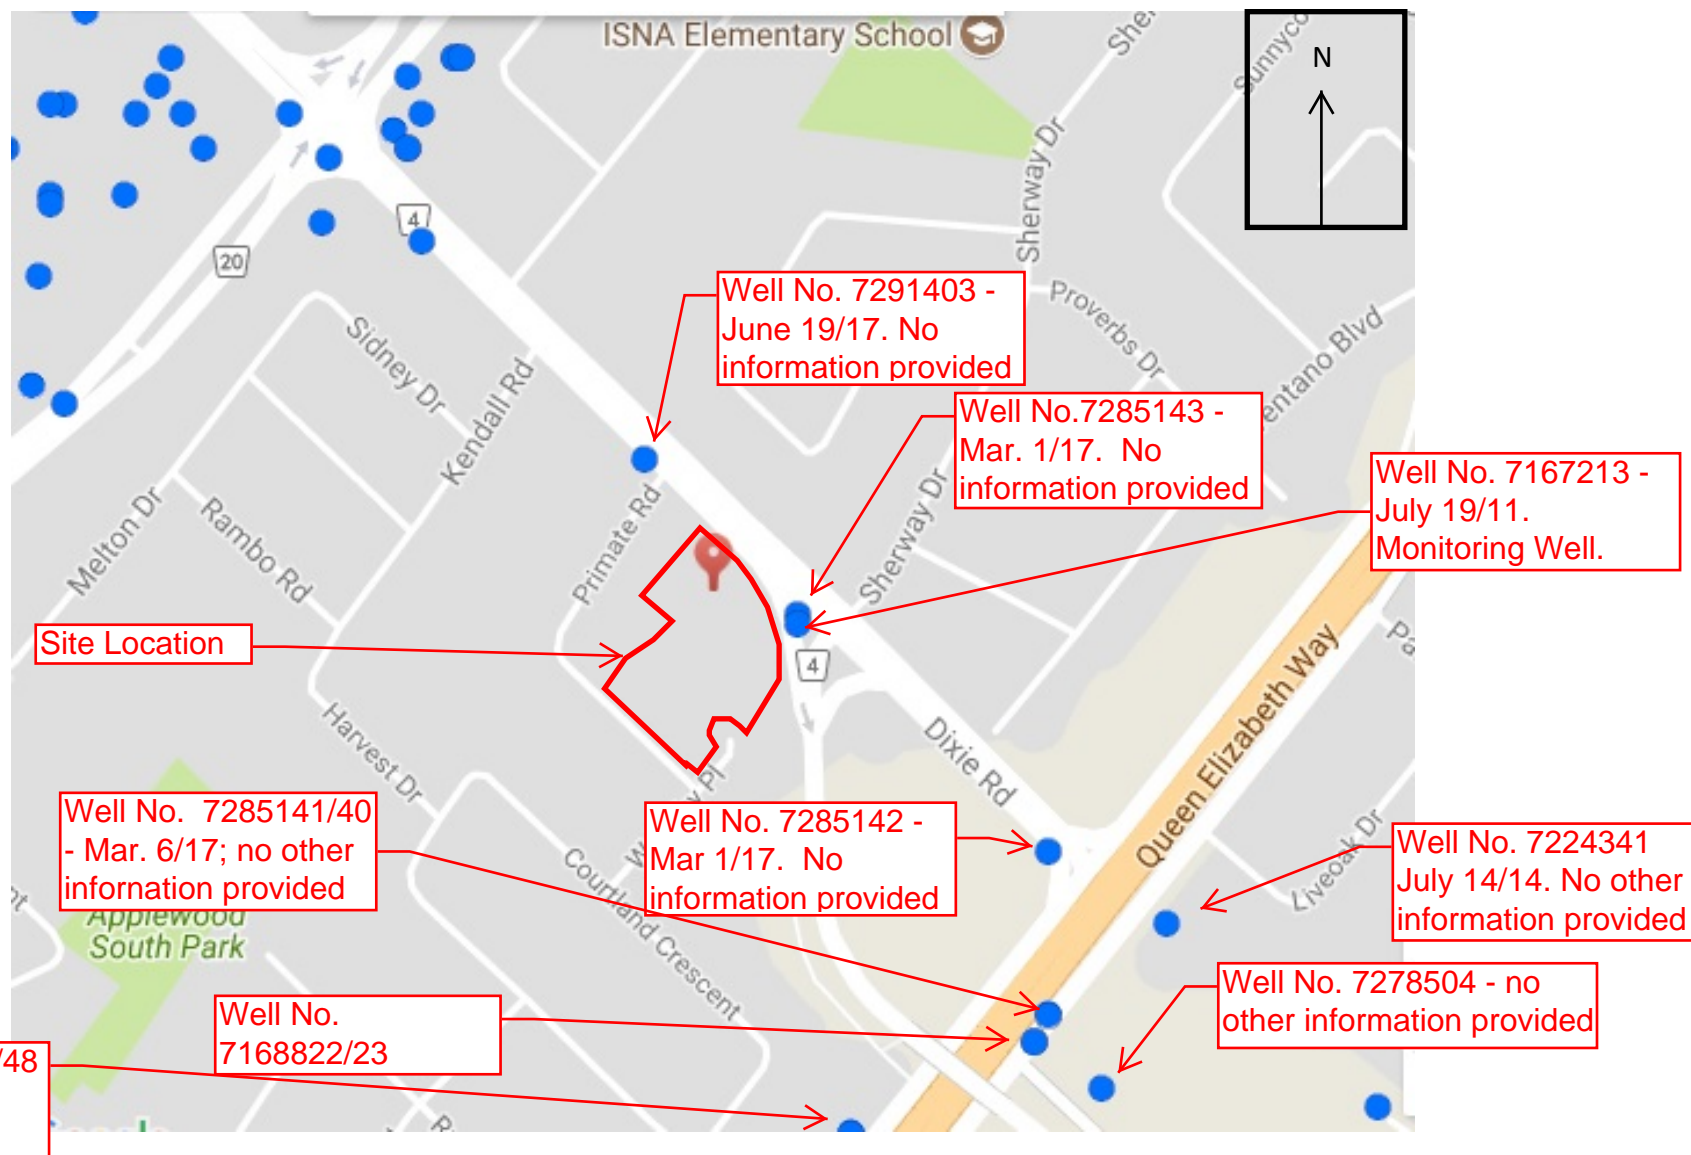 ISNA Elementary School
N
Sherway Dr
Proverbs Dr
entano Blvd
4
20
Sidney Dr
Kendall Rd
Melton Dr
Rambo Rd
Primate Rd
Sherway Dr
Well No. 7291403 -
June 19/17. No
information provided
Well No.7285143 -
Mar. 1/17.  No
information provided
Well No. 7167213 -
July 19/11.
Monitoring Well.
Site Location
4
Harvest Dr
Dixie Rd
Queen Elizabeth Way
Liveoak Dr
Well No.  7285141/40
- Mar. 6/17; no other
infornation provided
Well No. 7285142 -
Mar 1/17.  No
information provided
Well No. 7224341
July 14/14. No other
information provided
Courtland Crescent
Applewood
South Park
Well No. 7278504 - no
other information provided
Well No.
7168822/23
/48